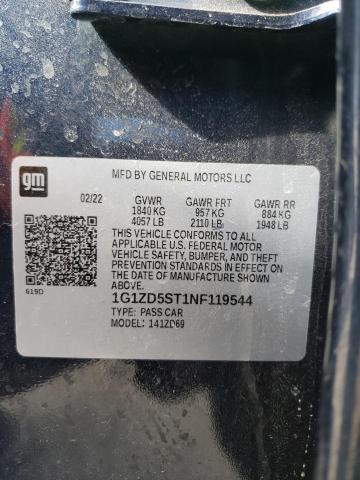 gm
MFD BY GENERAL MOTORS LLC
02/22 GVWR GAWR FRT GAWR RR
1840 KG 957 KG 884 KG
4057 LB 2110 LB 1948 LB
THIS VEHICLE CONFORMS TO ALL
APPLICABLE U.S. FEDERAL MOTOR
VEHICLE SAFETY, BUMPER, AND THEFT
PREVENTION STANDARDS IN EFFECT ON
THE DATE OF MANUFACTURE SHOWN
ABOVE.
619D
1G1ZD5ST1NF119544
TYPE: PASS CAR
MODEL: 141ZD69